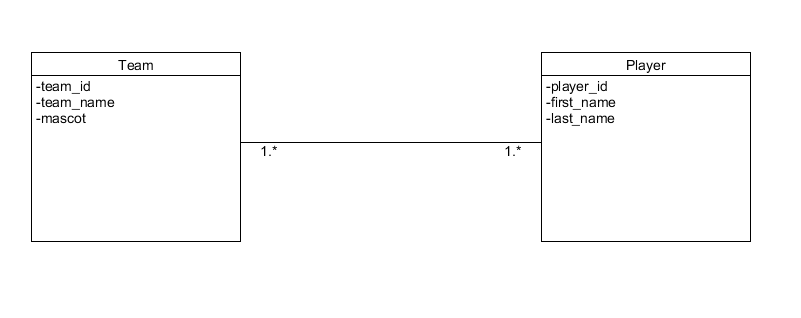 Team
-team_id
-team_name
-mascot
1.*
1.*
Player
-player_id
-first_name
-last_name